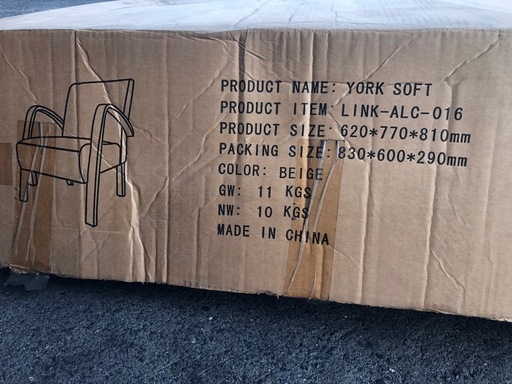 PRODUCT NAME: YORK SOFT
PRODUCT ITEM: LINK-ALC-016
PRODUCT SIZE: 620*770*810mm
PACKING SIZE: 830*600*290mm
COLOR: BEIGE
GW: 11 KGS
NW: 10 KGS
MADE IN CHINA